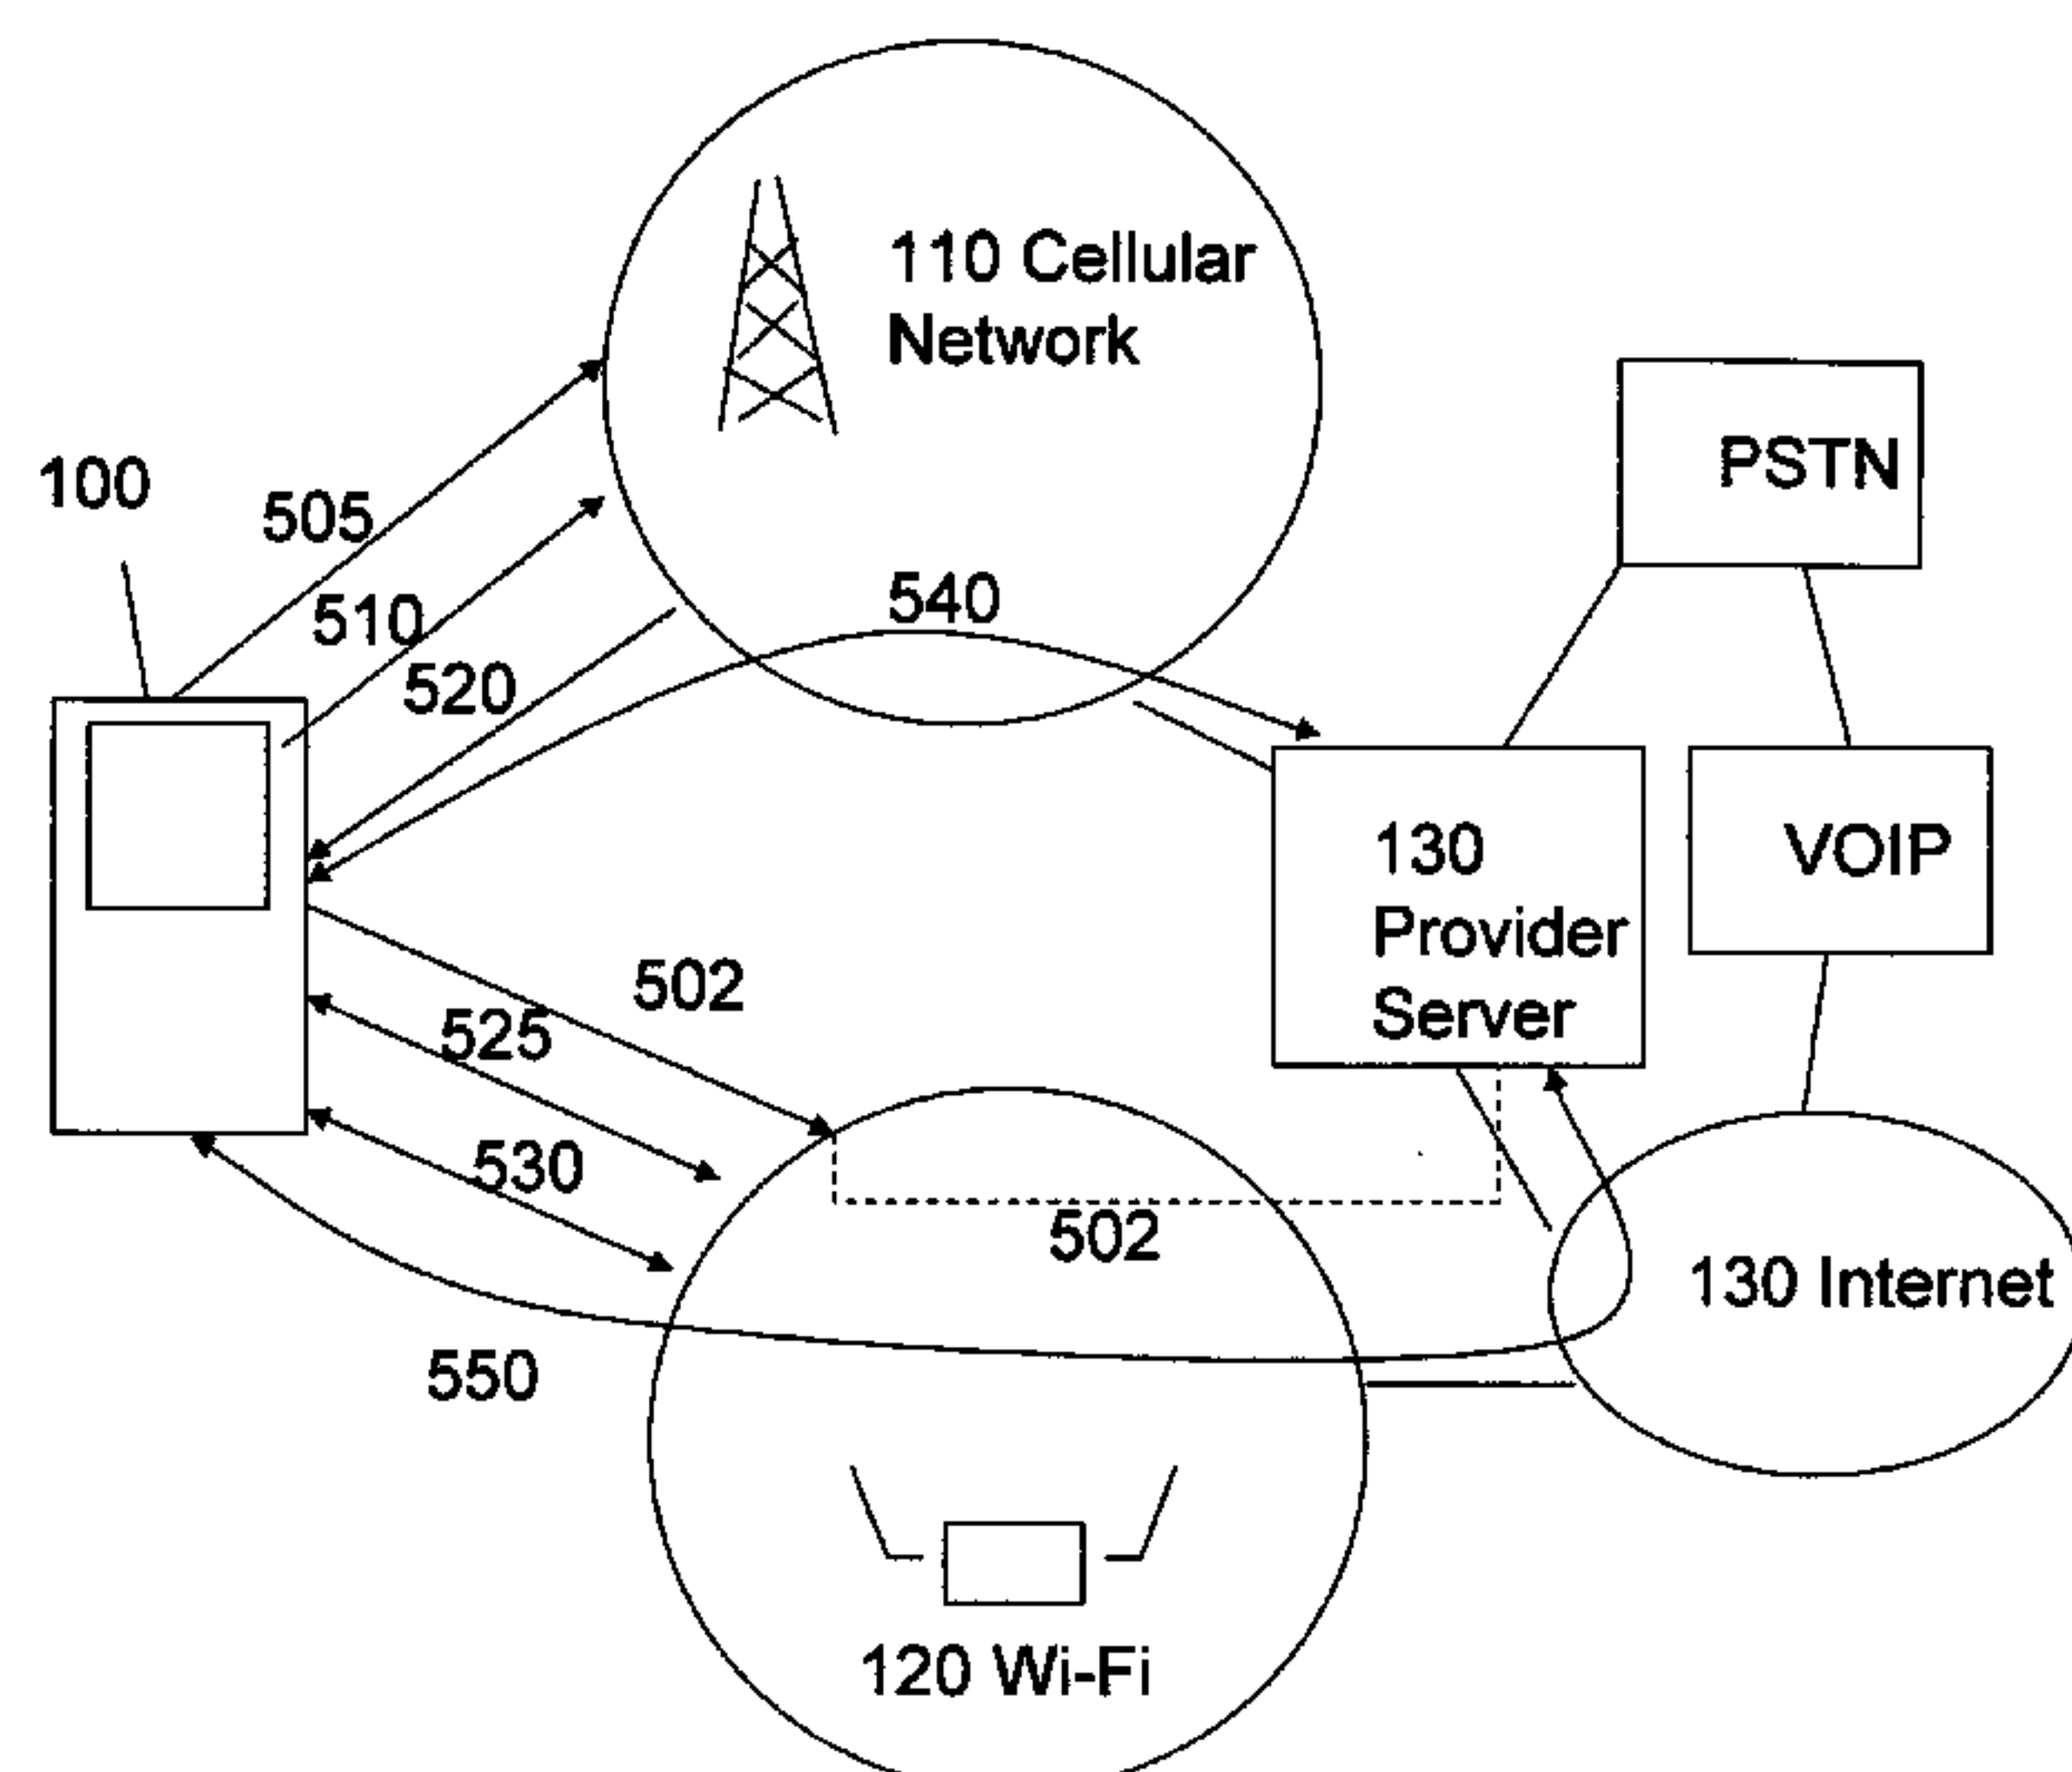 110 Cellular
Network
PSTN
100
505
510
540
520
130
Provider
Server
VOIP
502
525
530
502
130 Internet
550
120 Wi-Fi